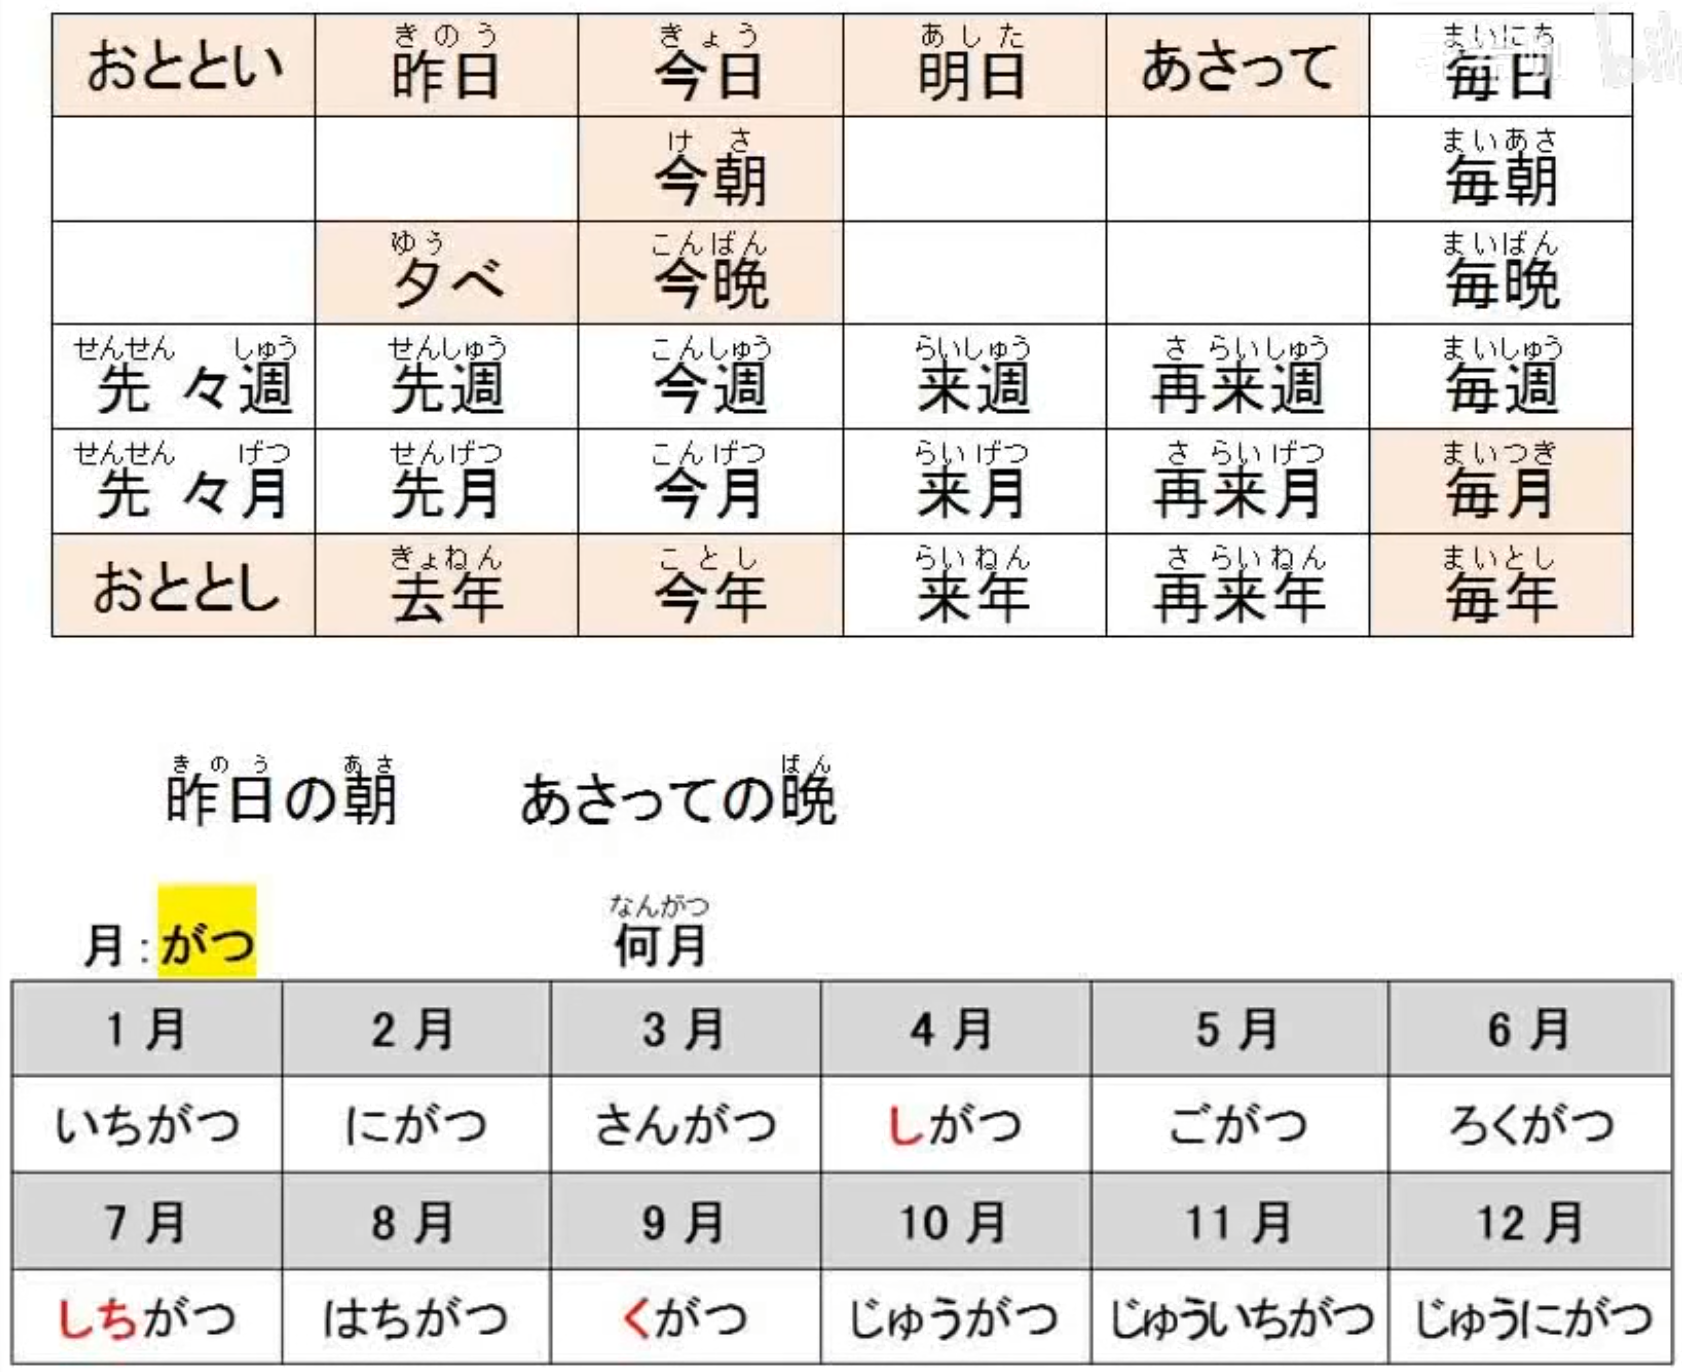 きのう きょう あした まいにち
おととい 昨日 今日 明日 あさって 毎日
けさ まいあさ
今朝 毎朝
ゆう こんばん まいばん
夕べ 今晩 毎晩
せんせん しゅう せんしゅう こんしゅう らいしゅう さ らいしゅう まいしゅう
先々週 先週 今週 来週 再来週 毎週
せんせん げつ せんげつ こんげつ らいげつ さ らいげつ まいつき
先々月 先月 今月 来月 再来月 毎月
きょねん ことし らいねん さ らいねん まいとし
おととし 去年 今年 来年 再来年 毎年
きのう あさ ばん
昨日の朝 あさっての晩
なんがつ
月:がつ 何月
1月 2月 3月 4月 5月 6月
いちがつ にがつ さんがつ しがつ ごがつ ろくがつ
7月 8月 9月 10月 11月 12月
しちがつ はちがつ くがつ じゅうがつ じゅういちがつ じゅうにがつ